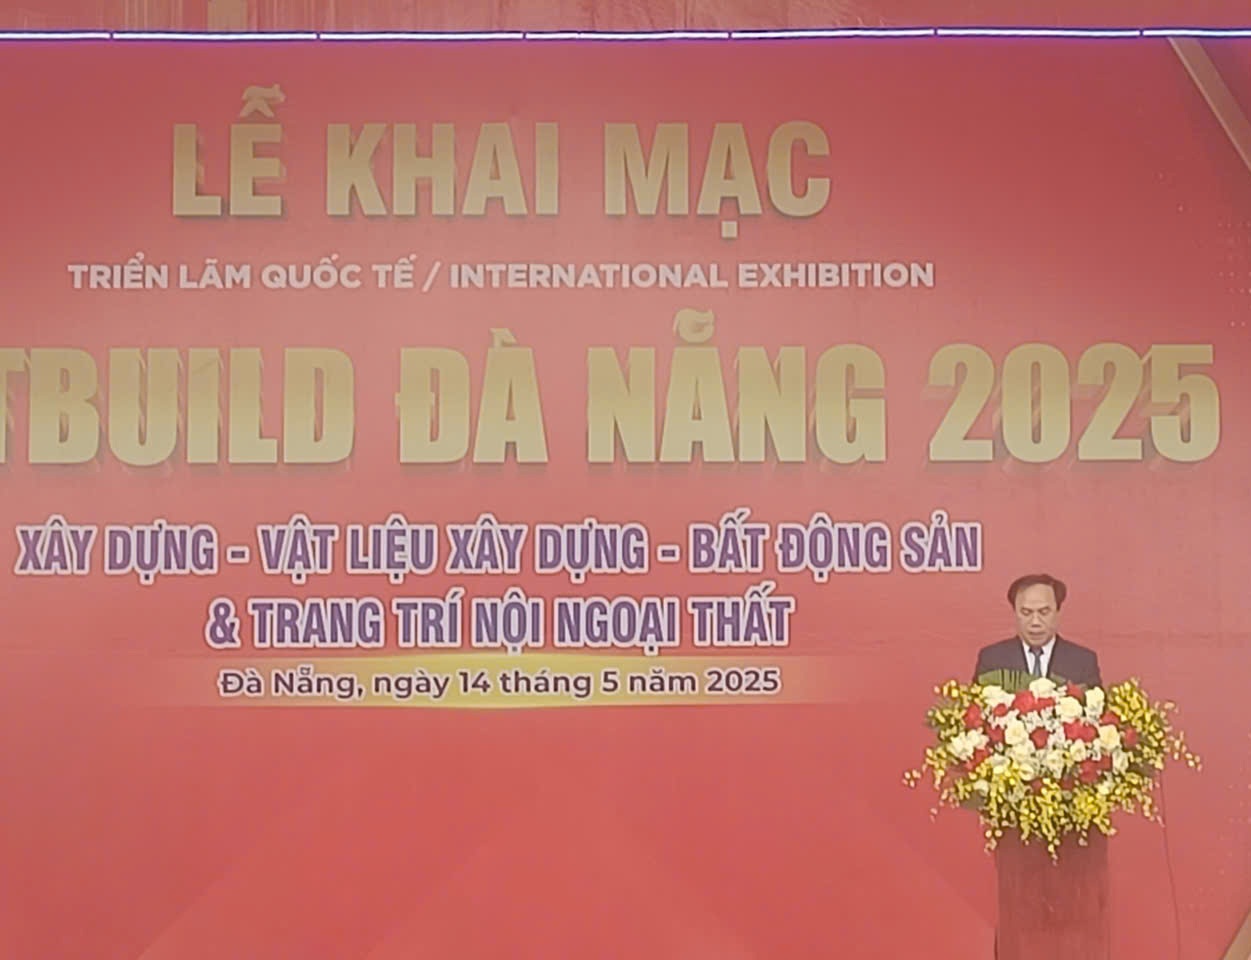 LỄ KHAI MẠC
TRIỂN LÃM QUỐC TẾ / INTERNATIONAL EXHIBITION
TBUILD ĐÀ NẴNG 2025
XÂY DỰNG - VẬT LIỆU XÂY DỰNG - BẤT ĐỘNG SẢN
& TRANG TRÍ NỘI NGOẠI THẤT
Đà Nẵng, ngày 14 tháng 5 năm 2025